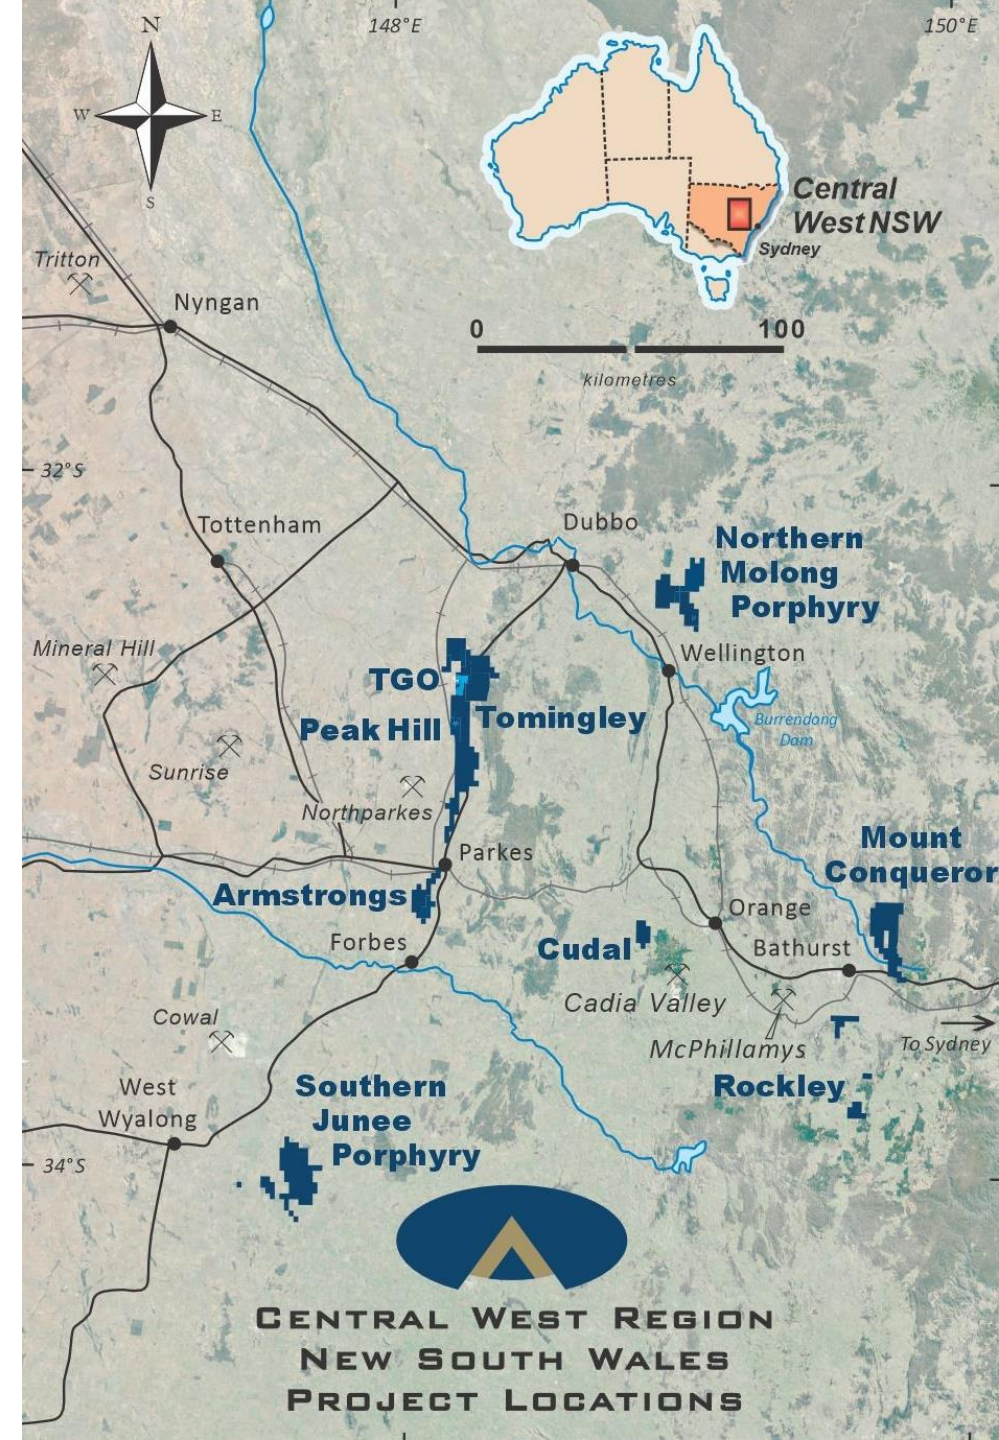 148°E
150°E
N
W
E
S
Central
West NSW
Sydney
Tritton
Nyngan
0
100
kilometres
32°S
Tottenham
Dubbo
Northern
Molong
Porphyry
Mineral Hill
Wellington
TGO
Peak Hill
Tomingley
Burrendong
Dam
Sunrise
Northparkes
Mount
Conqueror
Parkes
Armstrongs
Orange
Forbes
Cudal
Bathurst
Cadia Valley
Cowal
McPhillamys
To Sydney
West
Wyalong
Southern
Junee
Porphyry
Rockley
34°S
CENTRAL WEST REGION
NEW SOUTH WALES
PROJECT LOCATIONS